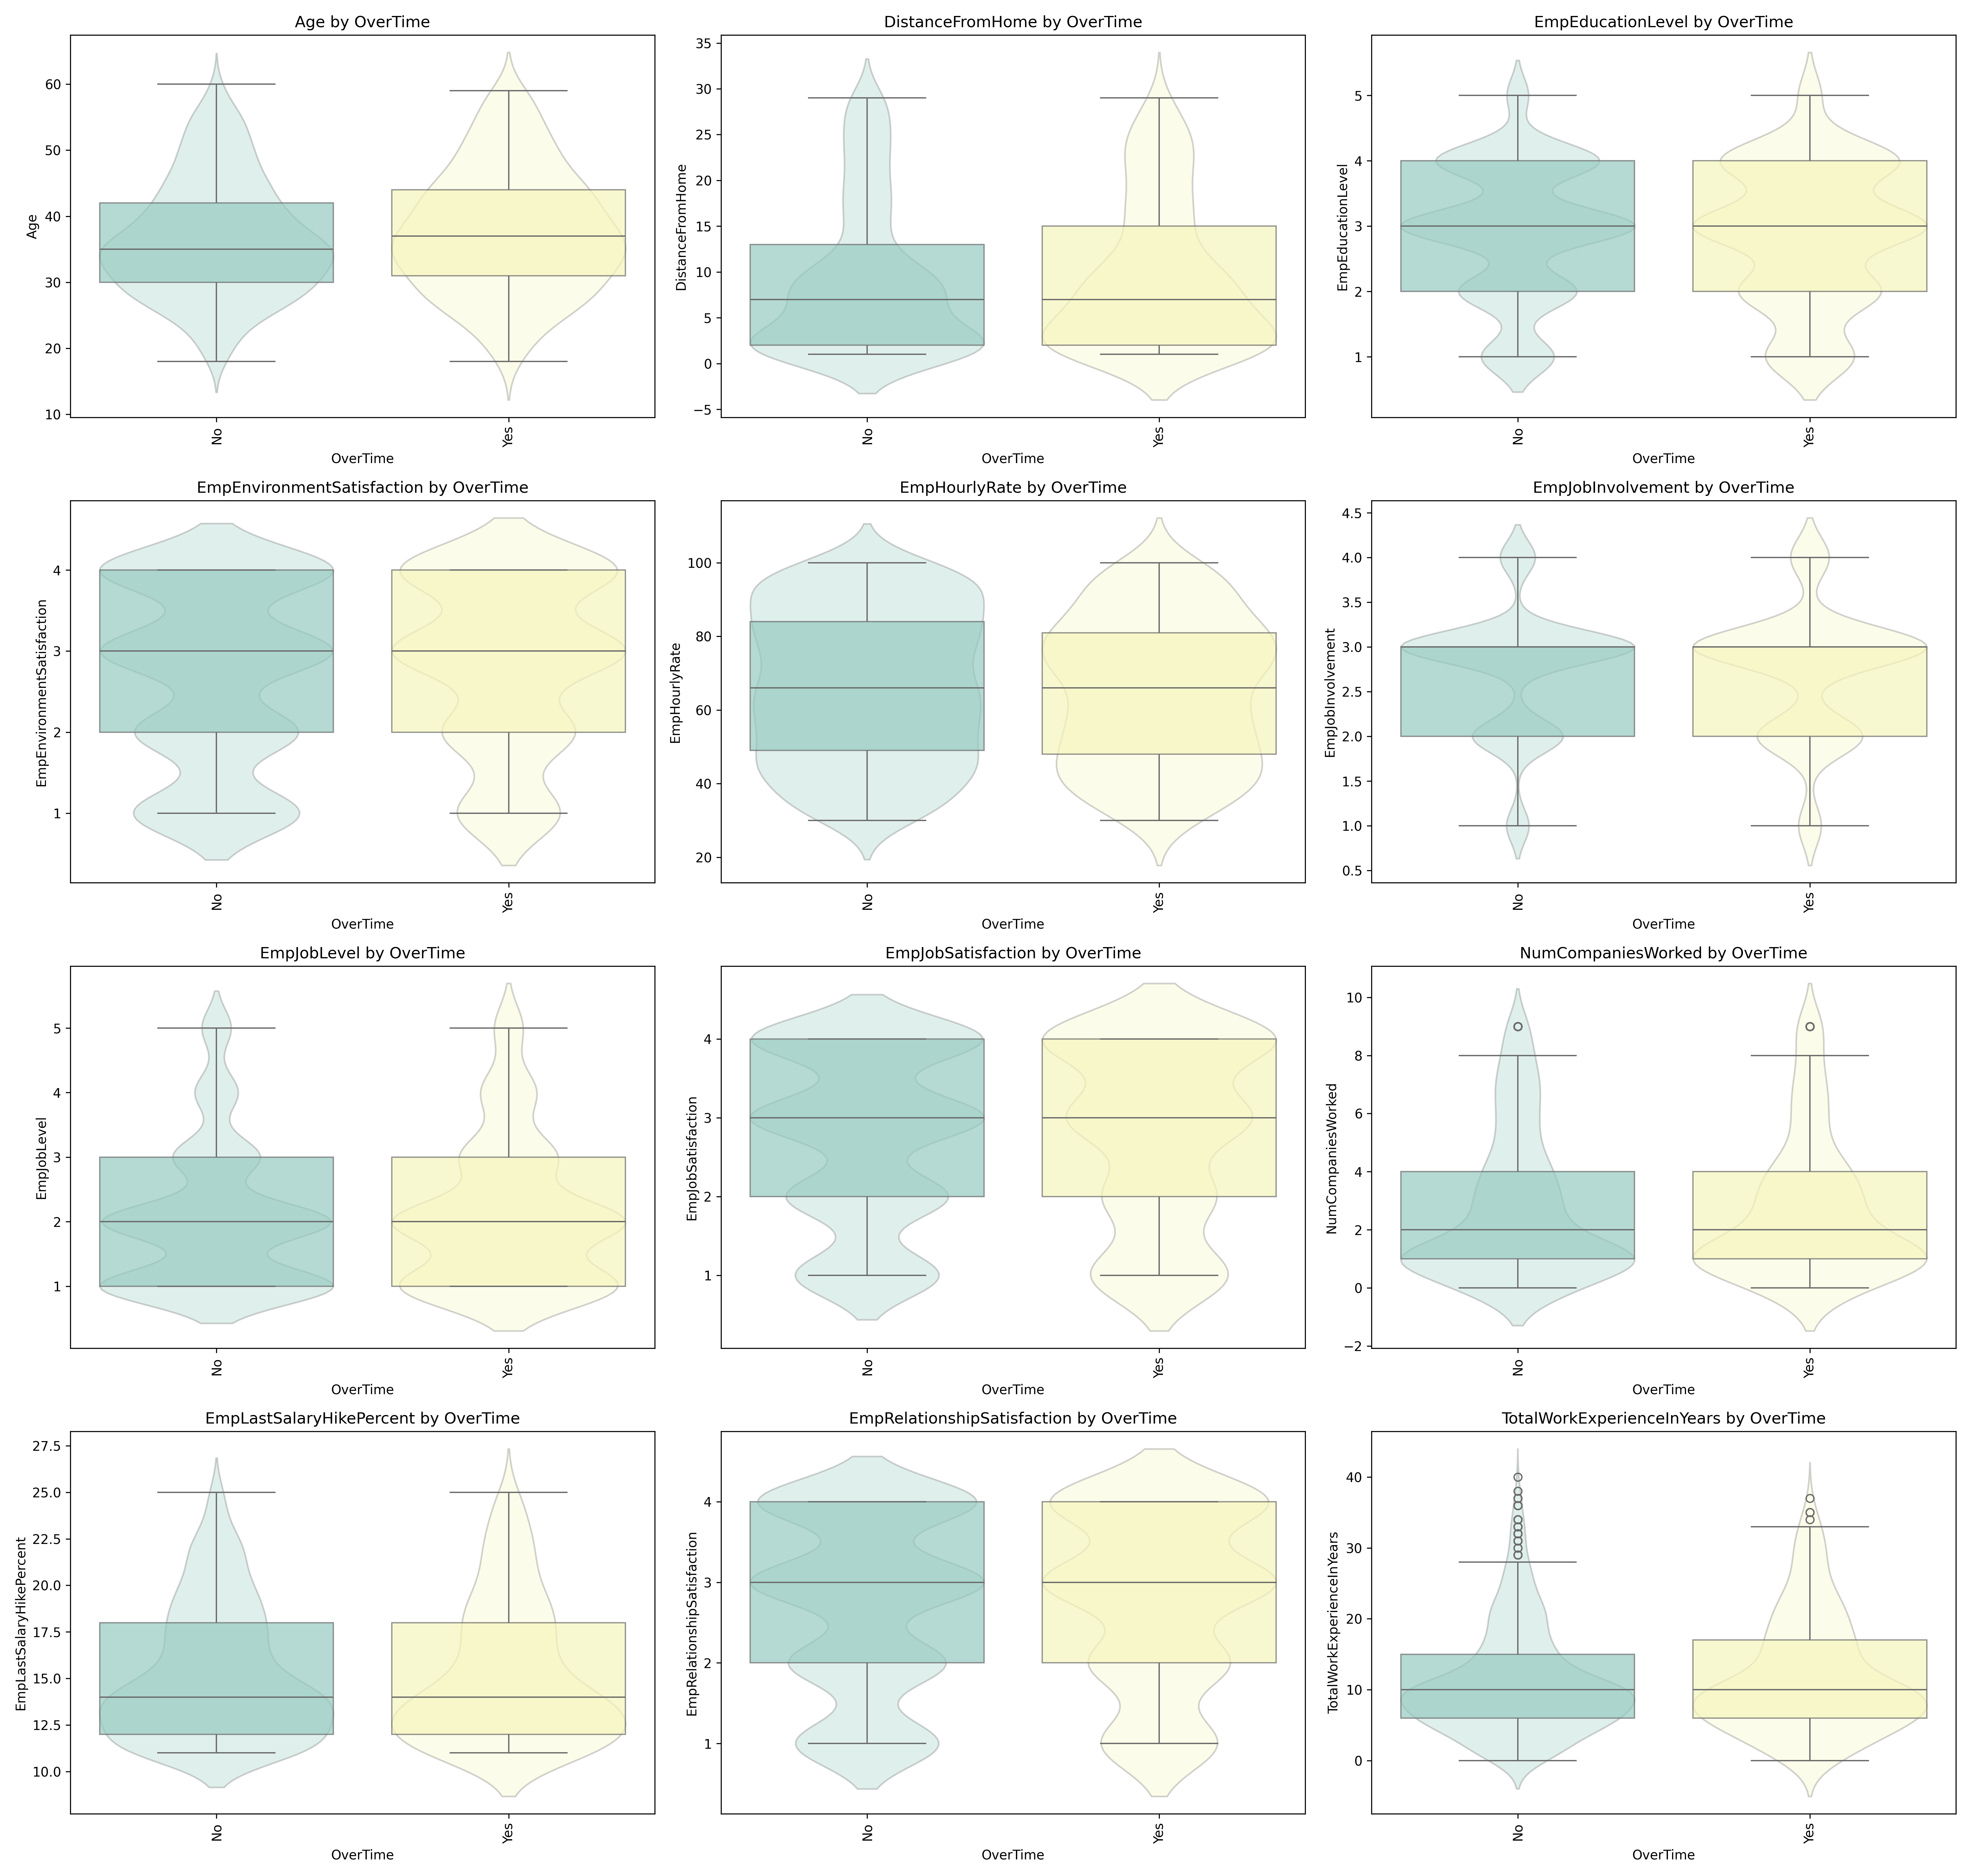 Age by OverTime
Age
60
50
40
30
20
10
No
Yes
OverTime
DistanceFromHome by OverTime
DistanceFromHome
35
30
25
20
15
10
5
0
−5
No
Yes
OverTime
EmpEducationLevel by OverTime
EmpEducationLevel
5
4
3
2
1
No
Yes
OverTime
EmpEnvironmentSatisfaction by OverTime
EmpEnvironmentSatisfaction
4
3
2
1
No
Yes
OverTime
EmpHourlyRate by OverTime
EmpHourlyRate
100
80
60
40
20
No
Yes
OverTime
EmpJobInvolvement by OverTime
EmpJobInvolvement
4.5
4.0
3.5
3.0
2.5
2.0
1.5
1.0
0.5
No
Yes
OverTime
EmpJobLevel by OverTime
EmpJobLevel
5
4
3
2
1
No
Yes
OverTime
EmpJobSatisfaction by OverTime
EmpJobSatisfaction
4
3
2
1
No
Yes
OverTime
NumCompaniesWorked by OverTime
NumCompaniesWorked
10
8
6
4
2
0
−2
No
Yes
OverTime
EmpLastSalaryHikePercent by OverTime
EmpLastSalaryHikePercent
27.5
25.0
22.5
20.0
17.5
15.0
12.5
10.0
No
Yes
OverTime
EmpRelationshipSatisfaction by OverTime
EmpRelationshipSatisfaction
4
3
2
1
No
Yes
OverTime
TotalWorkExperienceInYears by OverTime
TotalWorkExperienceInYears
40
30
20
10
0
No
Yes
OverTime